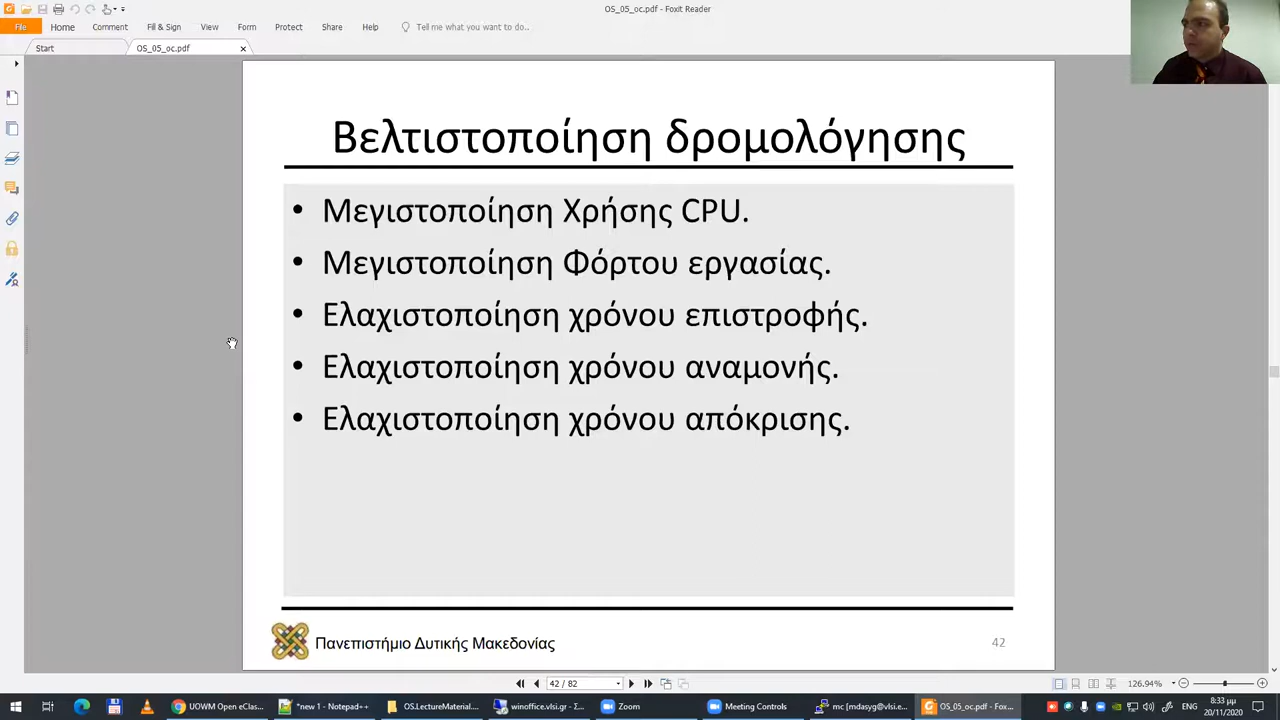 OS_05_oc.pdf - Foxit Reader
File Home Comment Fill & Sign View Form Protect Share Help Tell me what you want to do..
Start OS_05_oc.pdf
Βελτιστοποίηση δρομολόγησης
• Μεγιστοποίηση Χρήσης CPU.
• Μεγιστοποίηση Φόρτου εργασίας.
• Ελαχιστοποίηση χρόνου επιστροφής.
• Ελαχιστοποίηση χρόνου αναμονής.
• Ελαχιστοποίηση χρόνου απόκρισης.
Πανεπιστήμιο Δυτικής Μακεδονίας
42
42 / 82
126.94%
UOWM Open eClas... *new 1 - Notepad++ OS.LectureMaterial.... winoffice.vlsi.gr - Σ... Zoom Meeting Controls mc [mdasyg@vlsi.e... OS_05_oc.pdf - Fox... ENG 8:33 μμ
20/11/2020